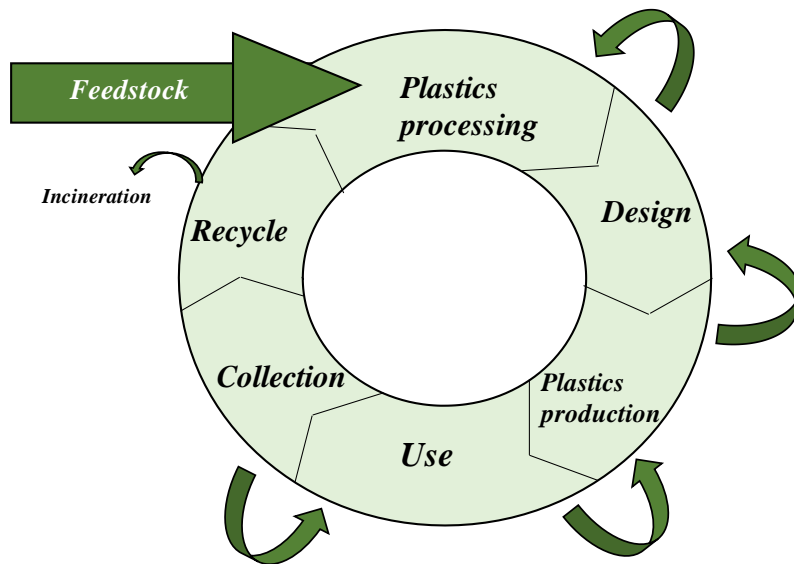 Feedstock
Plastics
processing
Incineration
Recycle
Design
Collection
Plastics
production
Use